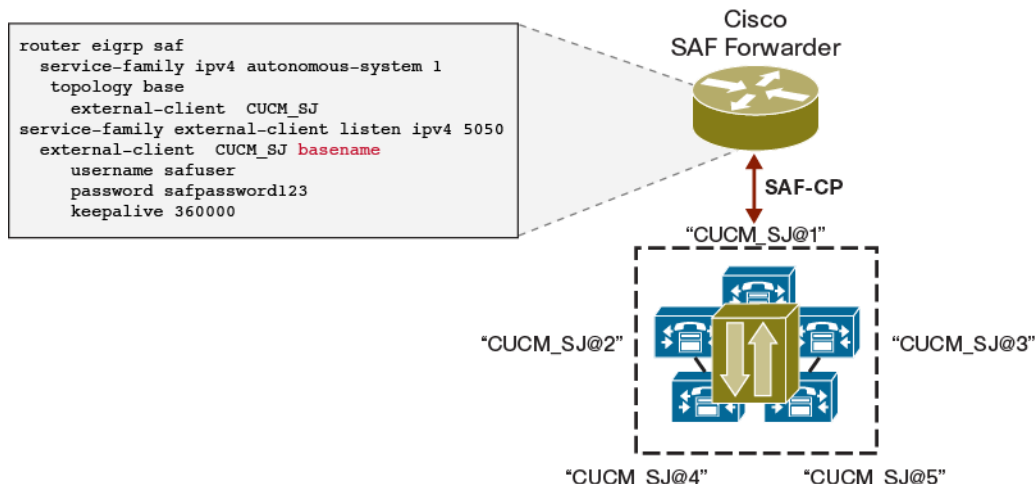 router eigrp saf
service-family ipv4 autonomous-system 1
topology base
external-client CUCM_SJ
service-family external-client listen ipv4 5050
external-client CUCM_SJ basename
username safuser
password safpassword123
keepalive 360000
Cisco
SAF Forwarder
SAF-CP
“CUCM_SJ@1”
“CUCM_SJ@2”
“CUCM_SJ@3”
“CUCM_SJ@4”
“CUCM_SJ@5”